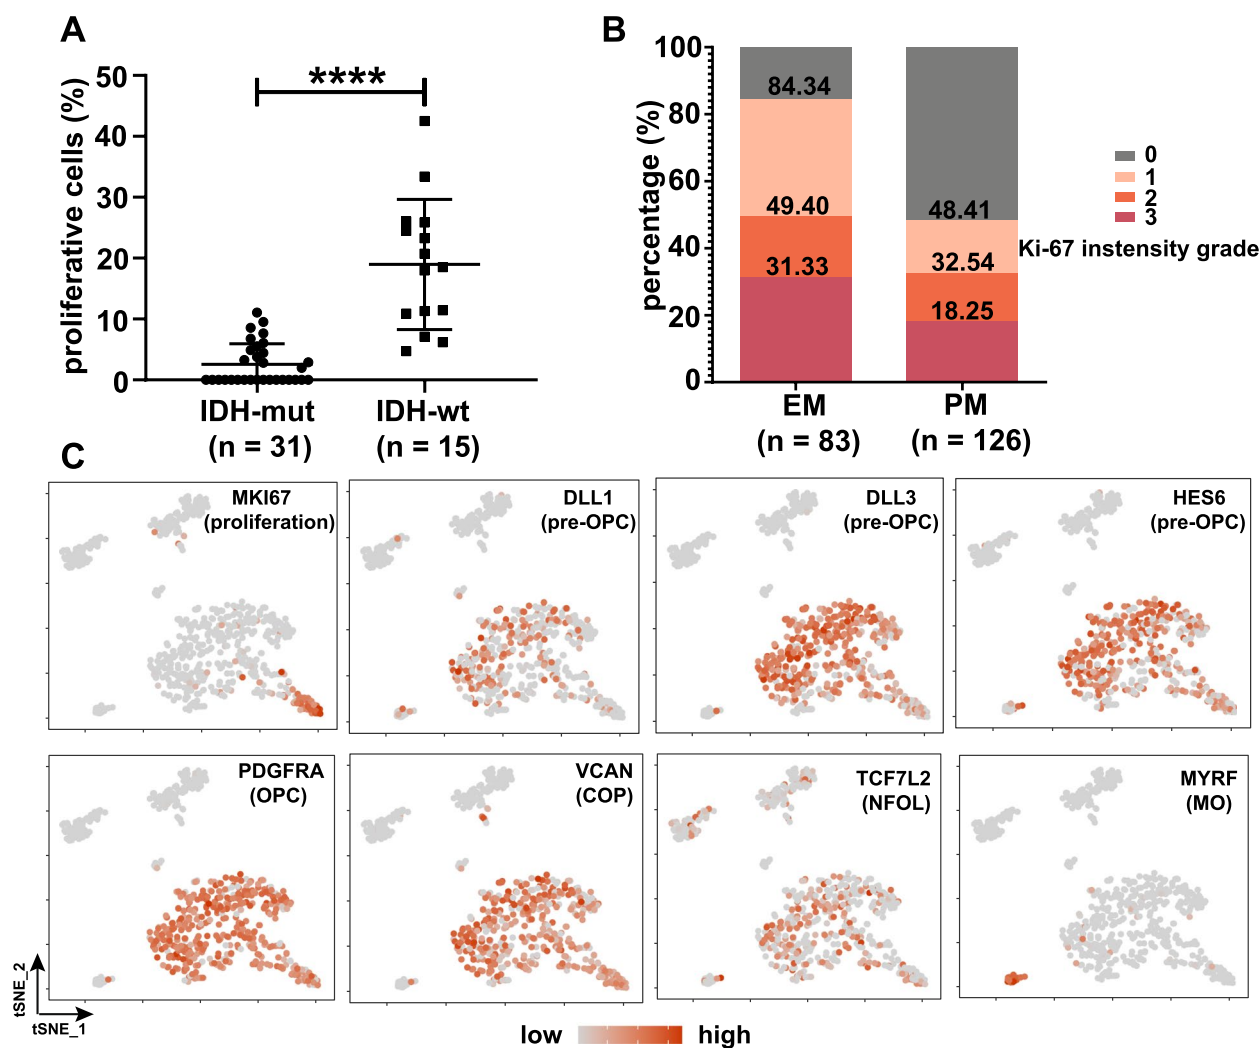 A
B
proliferative cells (%)
50
40
30
20
10
0
****
IDH-mut
(n = 31)
IDH-wt
(n = 15)
percentage (%)
100
80
60
40
20
0
84.34
49.40
31.33
48.41
32.54
18.25
EM
(n = 83)
PM
(n = 126)
0
1
2
3
Ki-67 instensity grade
C
MKI67
(proliferation)
DLL1
(pre-OPC)
DLL3
(pre-OPC)
HES6
(pre-OPC)
PDGFRA
(OPC)
VCAN
(COP)
TCF7L2
(NFOL)
MYRF
(MO)
tSNE_2
tSNE_1
low
high